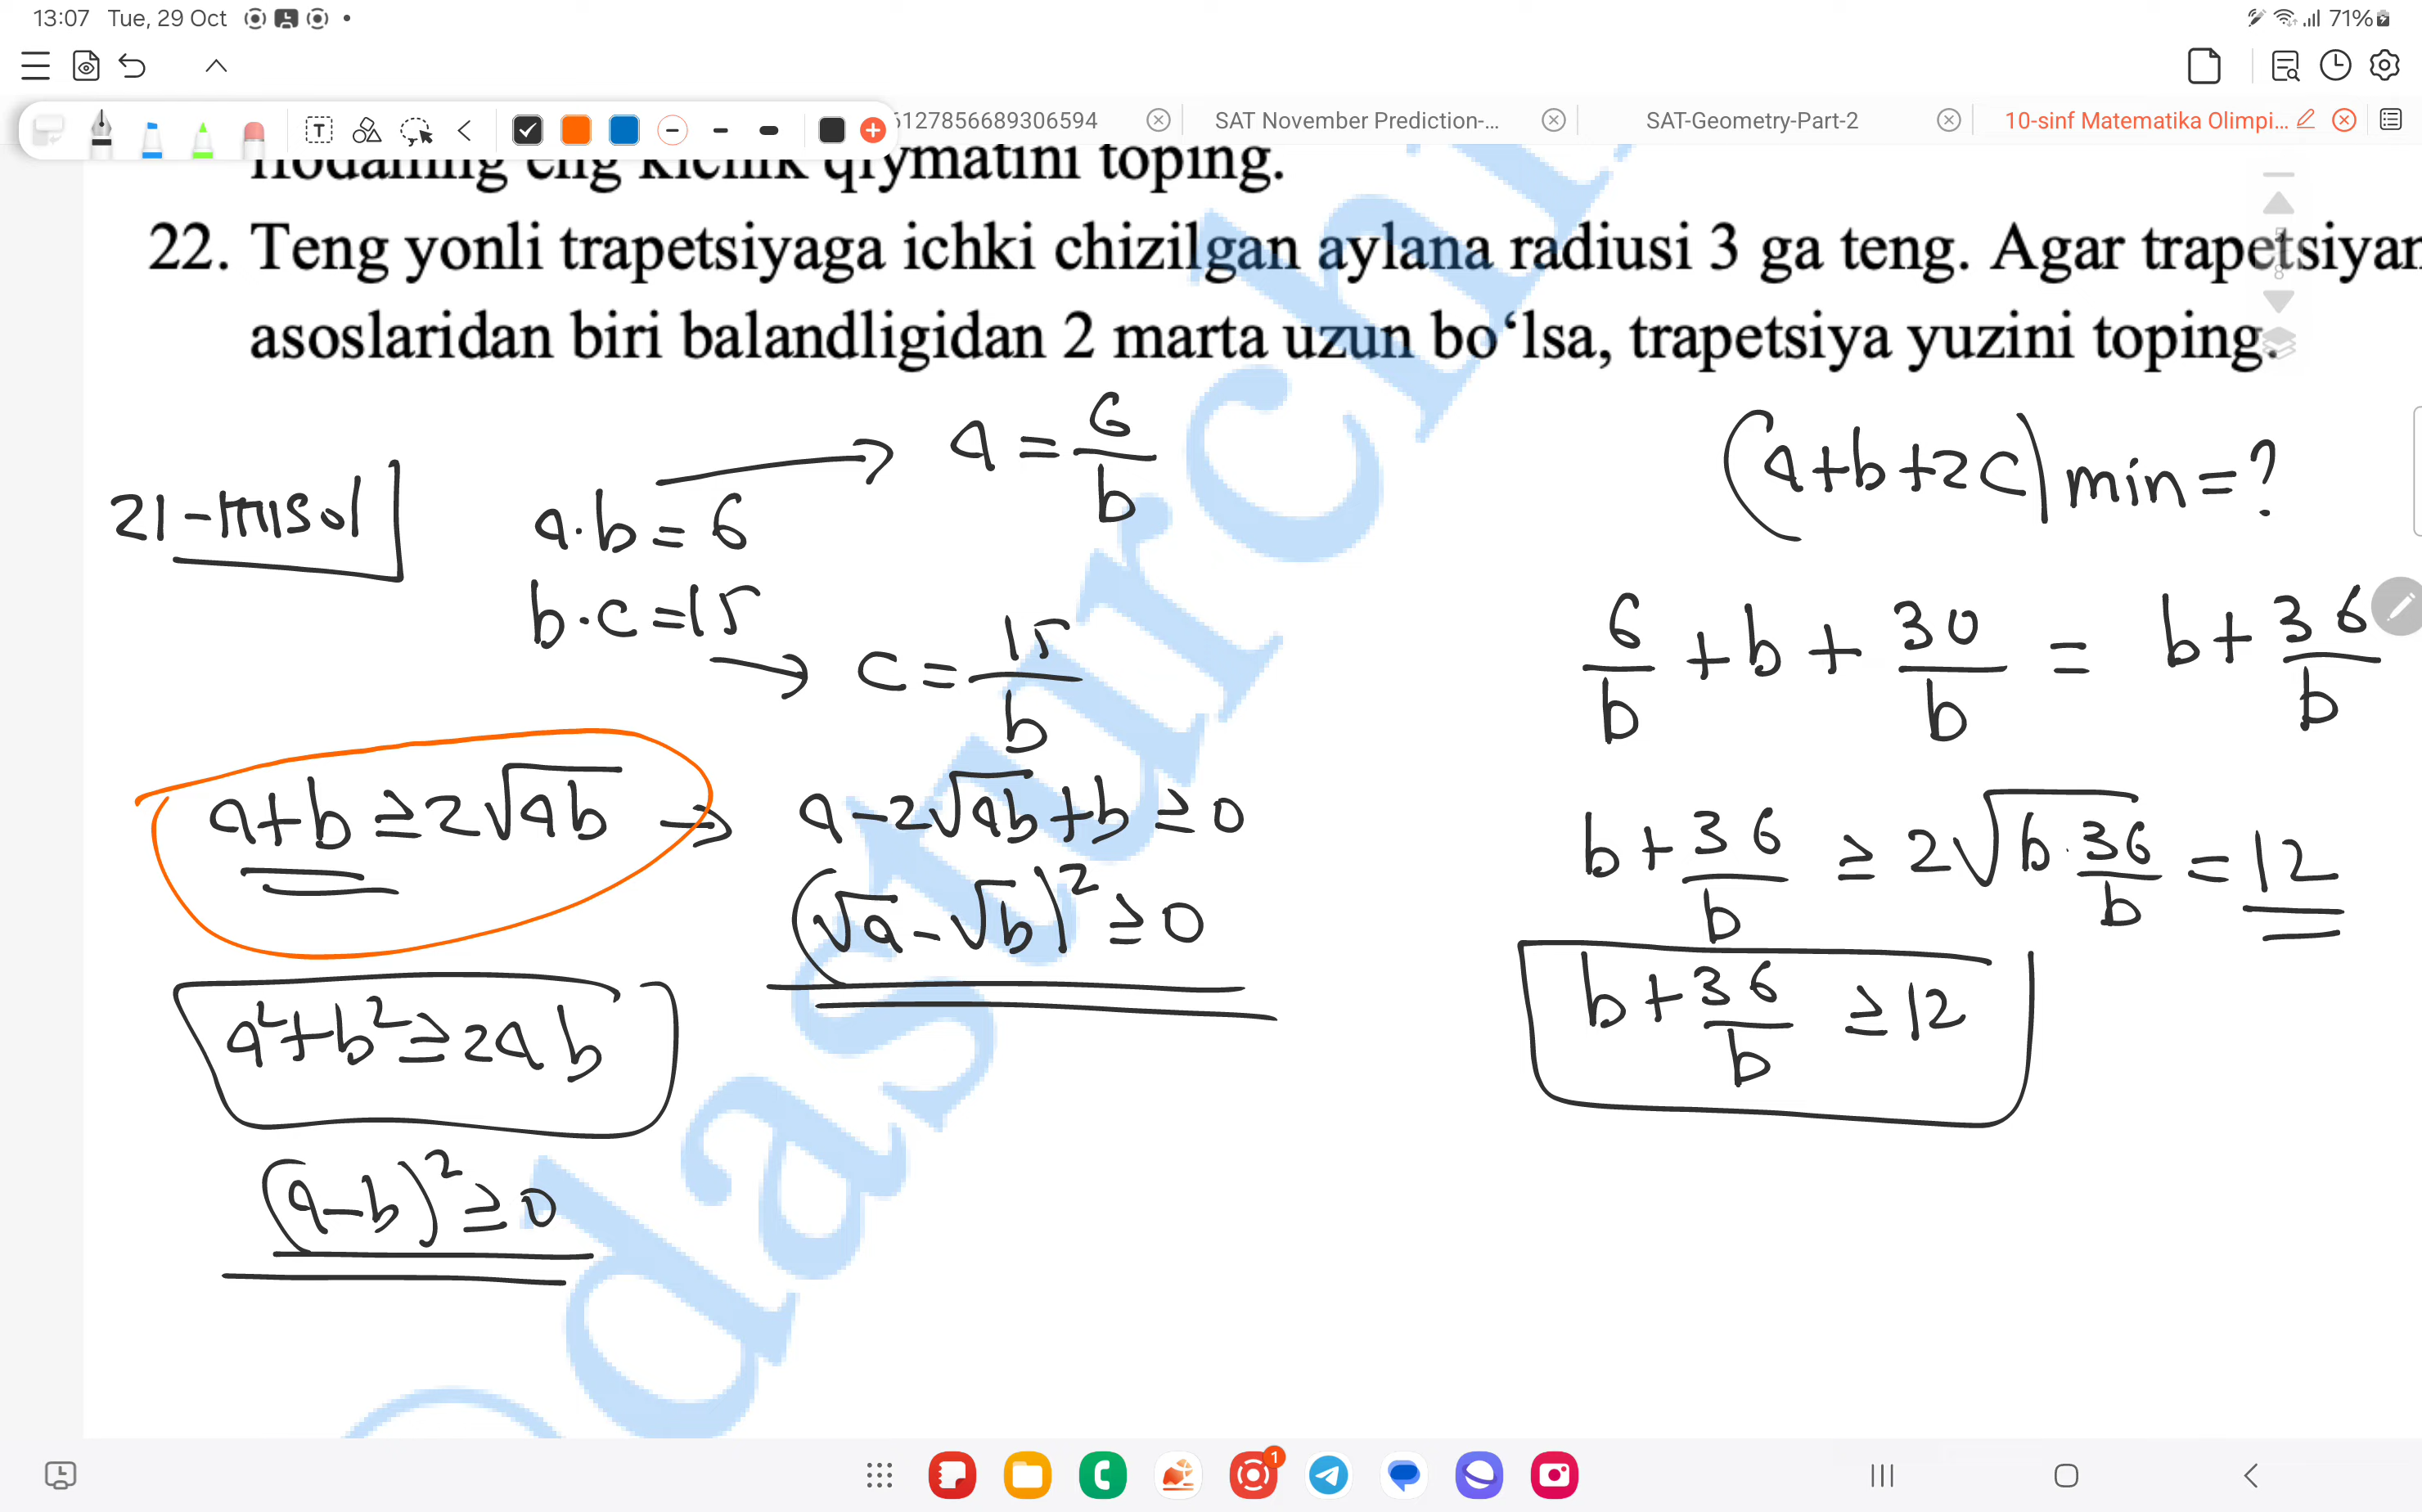 13:07 Tue, 29 Oct
71%
6127856689306594
SAT November Prediction-...
SAT-Geometry-Part-2
10-sinf Matematika Olimpi...
ifodaning eng kichik qiymatini toping.
22. Teng yonli trapetsiyaga ichki chizilgan aylana radiusi 3 ga teng. Agar trapetsiyan
asoslaridan biri balandligidan 2 marta uzun bo‘lsa, trapetsiya yuzini toping.
21-misol
a·b=6 → a=6/b
b·c=15 → c=15/b
a+b≥2√ab → a-2√ab+b≥0
(√a-√b)²≥0
a²+b²≥2ab
(a-b)²≥0
(a+b+2c)min=?
6/b+b+30/b=b+36/b
b+36/b≥2√b·36/b=12
b+36/b≥12
1